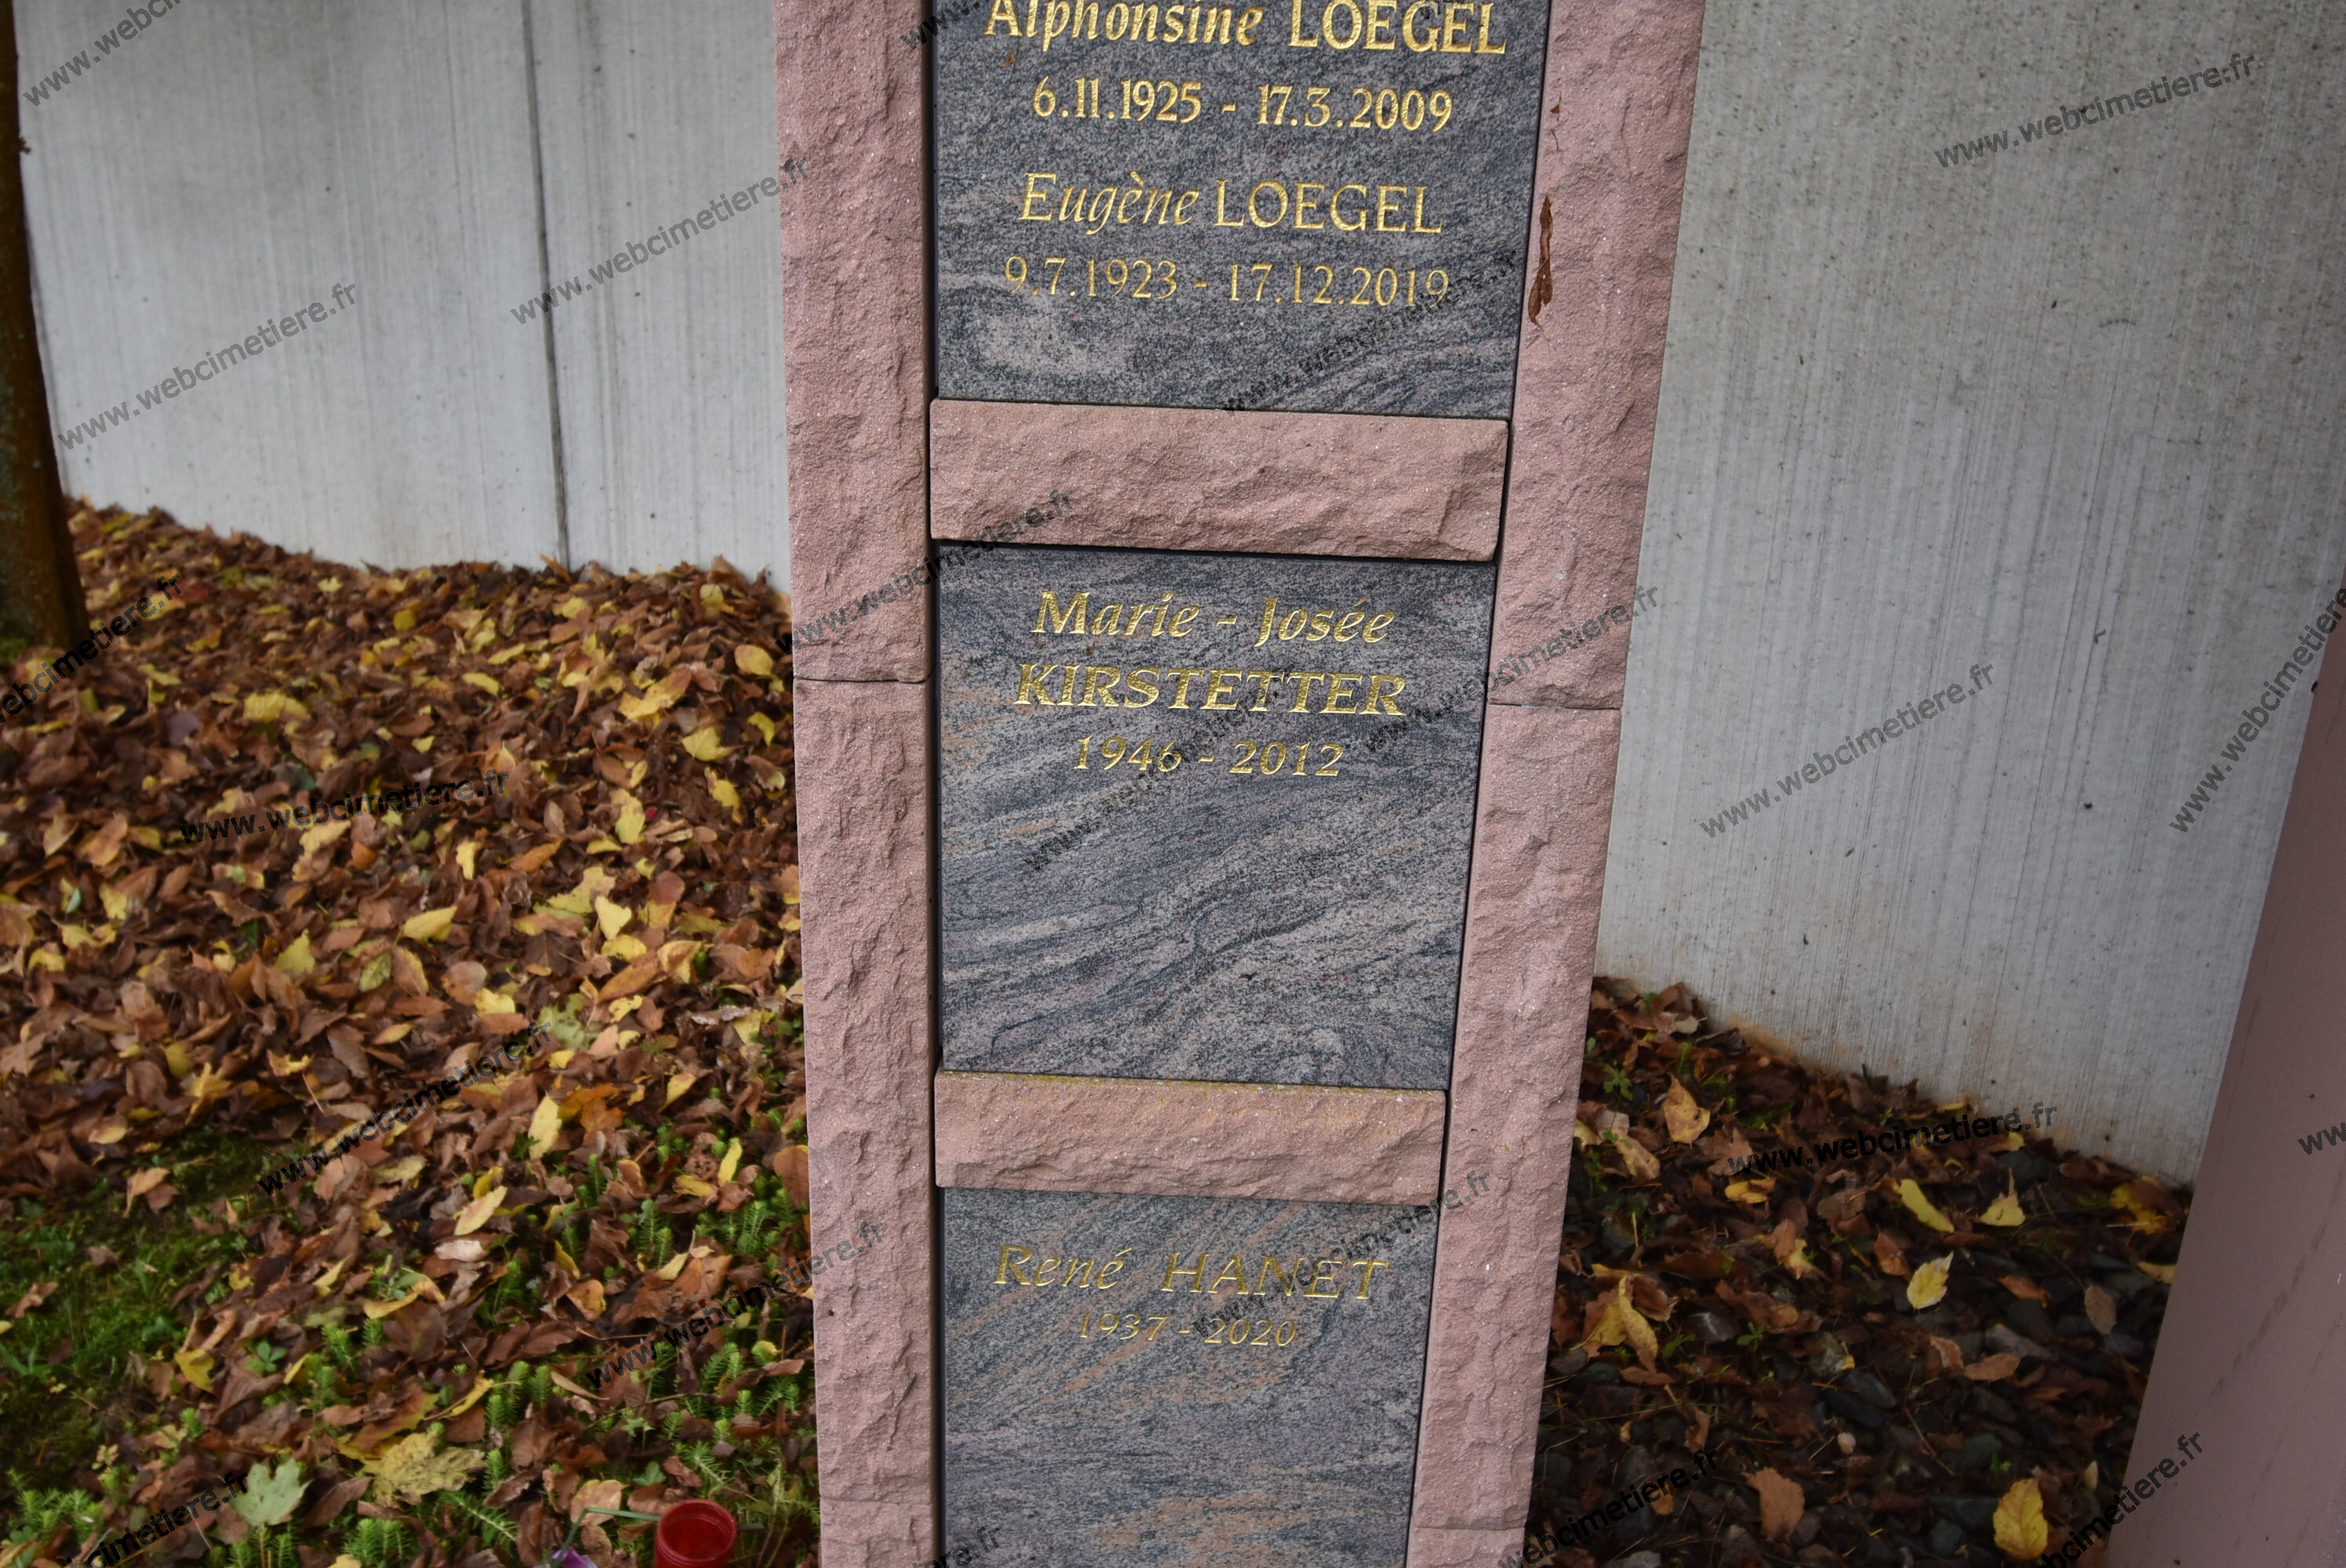 Alphonsine LOEGEL
6.11.1925 - 17.3.2009
Eugène LOEGEL
9.7.1923 - 17.12.2019
Marie - Josée
KIRSTETTER
1946 - 2012
René HANET
1937 - 2020
www.webcimetiere.fr